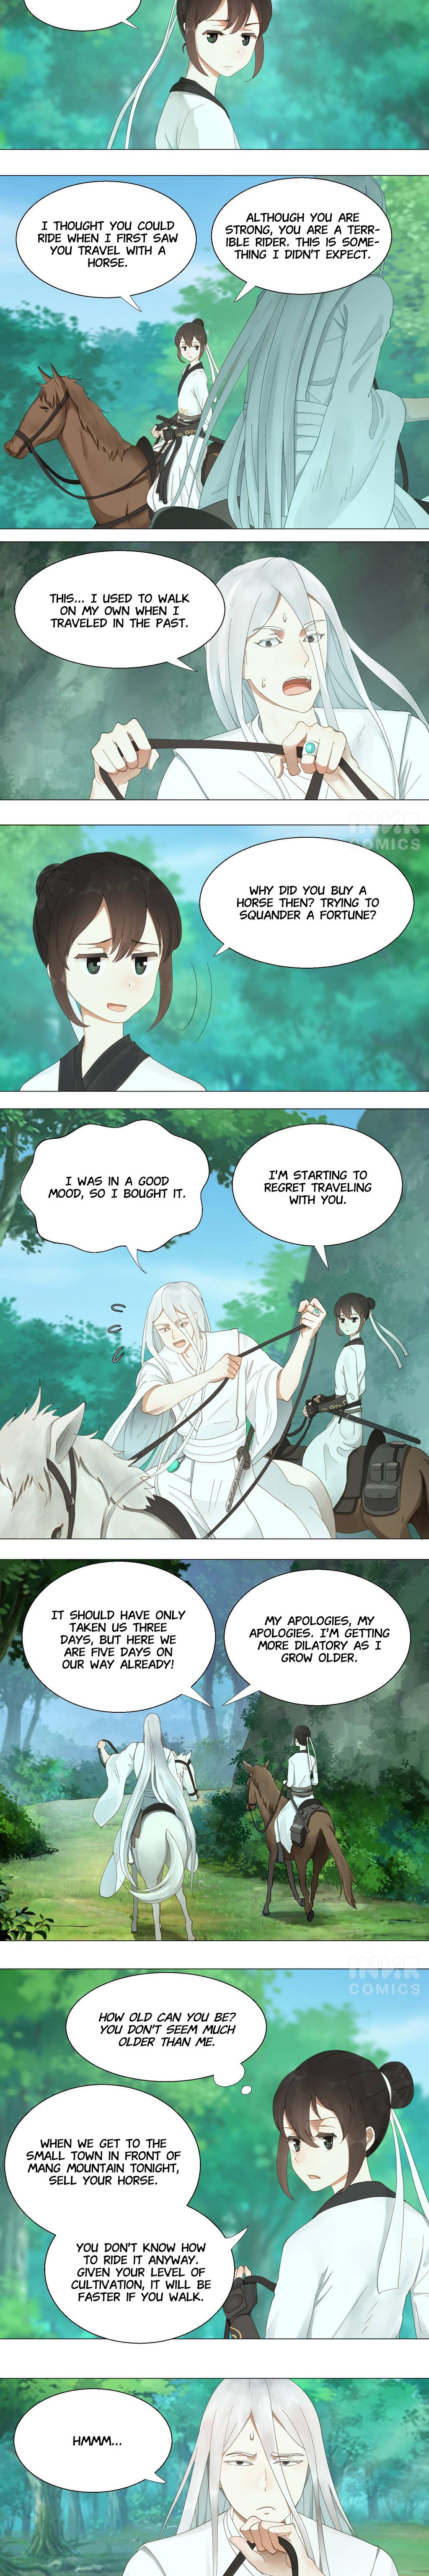 I THOUGHT YOU COULD
RIDE WHEN I FIRST SAW
YOU TRAVEL WITH A
HORSE.
ALTHOUGH YOU ARE
STRONG, YOU ARE A TERR-
IBLE RIDER. THIS IS SOME-
THING I DIDN'T EXPECT.
THIS... I USED TO WALK
ON MY OWN WHEN I
TRAVELED IN THE PAST.
INKR
COMICS
WHY DID YOU BUY A
HORSE THEN? TRYING TO
SQUANDER A FORTUNE?
I WAS IN A GOOD
MOOD, SO I BOUGHT IT.
I'M STARTING TO
REGRET TRAVELING
WITH YOU.
IT SHOULD HAVE ONLY
TAKEN US THREE
DAYS, BUT HERE WE
ARE FIVE DAYS ON
OUR WAY ALREADY!
MY APOLOGIES, MY
APOLOGIES. I'M GETTING
MORE DILATORY AS I
GROW OLDER.
INKR
COMICS
HOW OLD CAN YOU BE?
YOU DON'T SEEM MUCH
OLDER THAN ME.
WHEN WE GET TO THE
SMALL TOWN IN FRONT OF
MANG MOUNTAIN TONIGHT,
SELL YOUR HORSE.
YOU DON'T KNOW HOW
TO RIDE IT ANYWAY.
GIVEN YOUR LEVEL OF
CULTIVATION, IT WILL BE
FASTER IF YOU WALK.
HMMM...